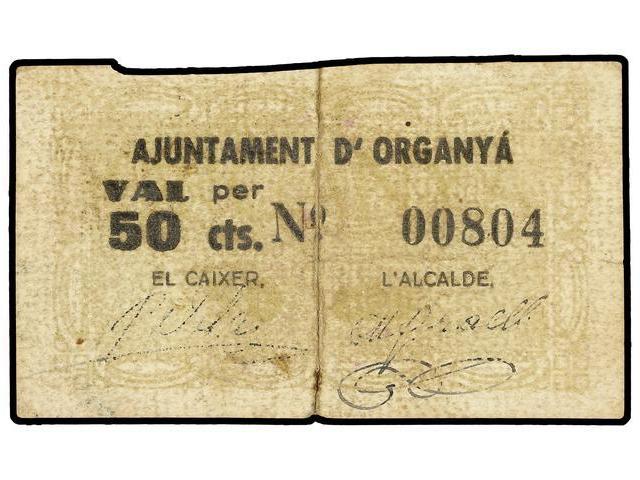 AJUNTAMENT D' ORGANYÁ
VAL per
50 cts. Nº 00804
EL CAIXER, L'ALCALDE,